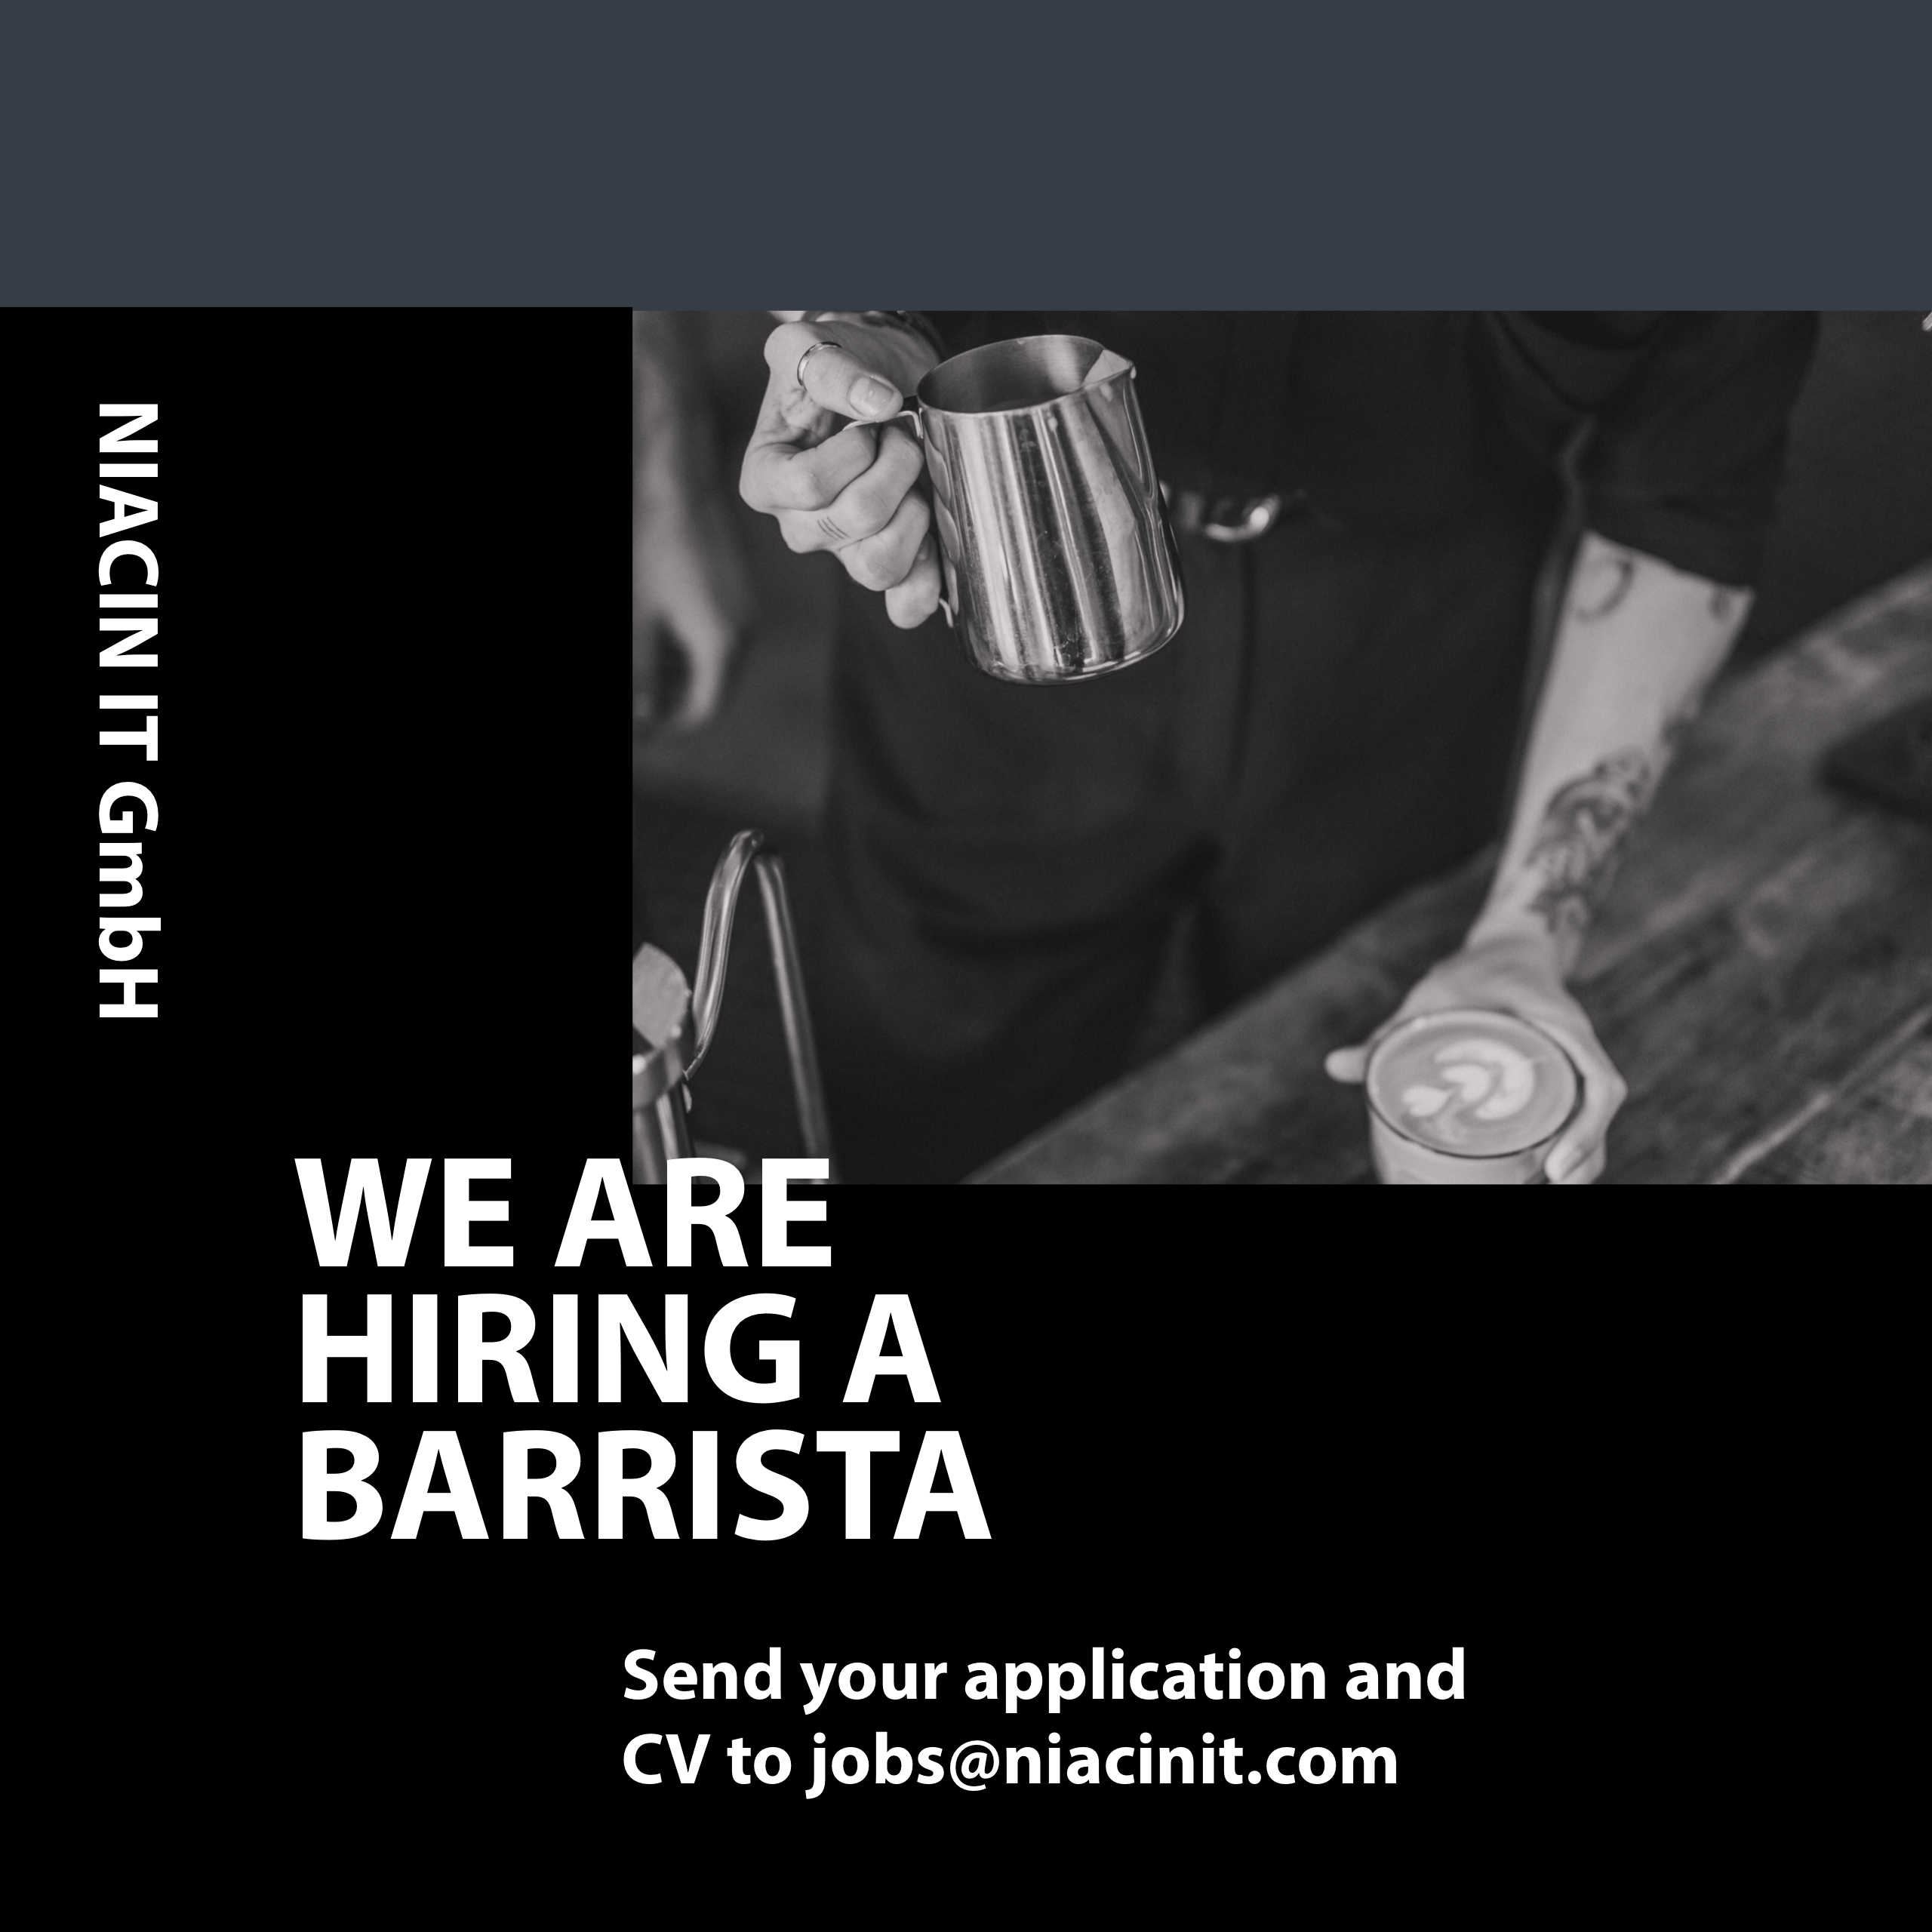 NIACIN IT GmbH
WE ARE
HIRING A
BARRISTA
Send your application and
CV to jobs@niacinit.com